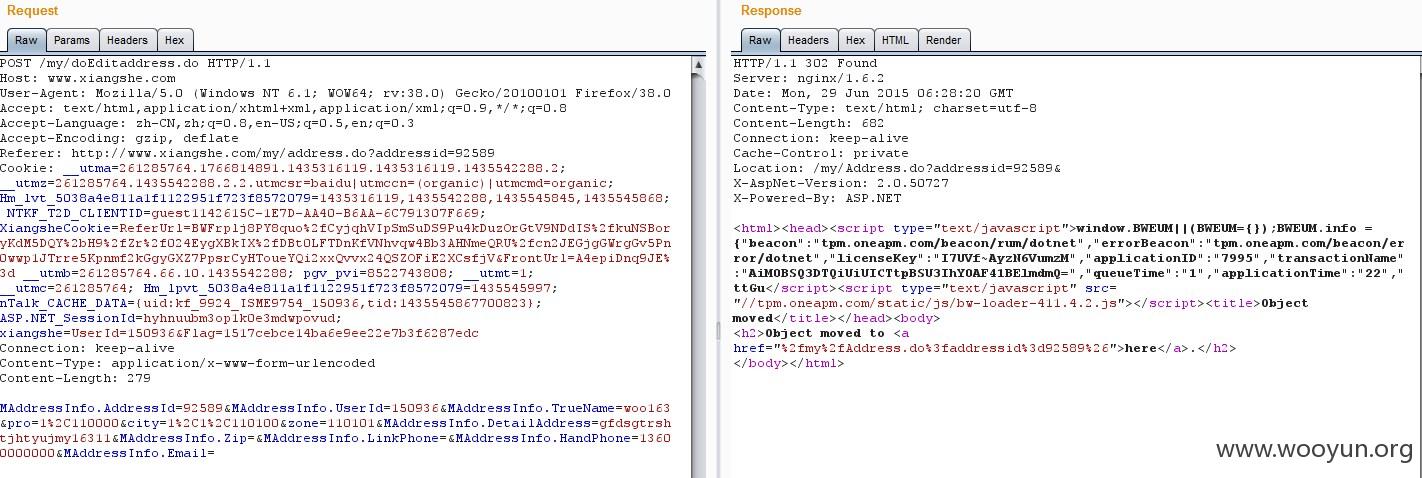 Request
Raw Params Headers Hex
POST /my/doEditaddress.do HTTP/1.1
Host: www.xiangshe.com
User-Agent: Mozilla/5.0 (Windows NT 6.1; WOW64; rv:38.0) Gecko/20100101 Firefox/38.0
Accept: text/html,application/xhtml+xml,application/xml;q=0.9,*/*;q=0.8
Accept-Language: zh-CN,zh;q=0.8,en-US;q=0.5,en;q=0.3
Accept-Encoding: gzip, deflate
Referer: http://www.xiangshe.com/my/address.do?addressid=92589
Cookie: __utma=261285764.1766814891.1435316119.1435316119.1435542288.2;
__utmz=261285764.1435542288.2.2.utmcsr=baidu|utmccn=(organic)|utmcmd=organic;
Hm_lvt_5038a4e811a1f1122951f723f8572079=1435316119,1435542288,1435545845,1435545868;
NTKF_T2D_CLIENTID=guest1142615C-1E7D-AA40-B6AA-6C791307F669;
XiangsheCookie=ReferUrl=BWFrplj8PY8quo%2fCyjqhVIpSmSuDS9Pu4kDuzOrGtV9NDdIS%2fkuNSBor
yKdM5DQY%2bH9%2fZr%2f024EygXBkIX%2fDBt0LFTDnKfVNhvqw4Bb3AHNmeQRU%2fcn2JEGjgGWrgGv5Pn
Owwp1JTrre5Kpnmf2kGgyGXZ7PpsrCyHToueYQi2xxQvvx24QSZOFiE2XCsfjV&FrontUrl=A4epiDnq9JE%
3d __utmb=261285764.66.10.1435542288; pgv_pvi=8522743808; __utmt=1;
__utmc=261285764; Hm_lpvt_5038a4e811a1f1122951f723f8572079=1435545997;
nTalk_CACHE_DATA={uid:kf_9924_ISME9754_150936,tid:1435545867700823};
ASP.NET_SessionId=hyhnuubm3op1k0e3mdwpovud;
xiangshe=UserId=150936&Flag=1517cebce14ba6e9ee22e7b3f6287edc
Connection: keep-alive
Content-Type: application/x-www-form-urlencoded
Content-Length: 279
MAddressInfo.AddressId=92589&MAddressInfo.UserId=150936&MAddressInfo.TrueName=woo163
&pro=1%2C110000&city=1%2C1%2C110100&zone=110101&MAddressInfo.DetailAddress=gfdsgtrsh
tjhtyujmy16311&MAddressInfo.Zip=&MAddressInfo.LinkPhone=&MAddressInfo.HandPhone=1360
0000000&MAddressInfo.Email=
Response
Raw Headers Hex HTML Render
HTTP/1.1 302 Found
Server: nginx/1.6.2
Date: Mon, 29 Jun 2015 06:28:20 GMT
Content-Type: text/html; charset=utf-8
Content-Length: 682
Connection: keep-alive
Cache-Control: private
Location: /my/Address.do?addressid=92589&
X-AspNet-Version: 2.0.50727
X-Powered-By: ASP.NET
<html><head><script type="text/javascript">window.BWEUM||(BWEUM={});BWEUM.info =
{"beacon":"tpm.oneapm.com/beacon/rum/dotnet","errorBeacon":"tpm.oneapm.com/beacon/er
ror/dotnet","licenseKey":"I7UVf~AyzN6VumzM","applicationID":"7995","transactionName"
:"AiMOBSQ3DTQiUiUICTtpBSU3IhYOAF41BElmdmQ=","queueTime":"1","applicationTime":"22","
ttGu</script><script type="text/javascript" src=
"//tpm.oneapm.com/static/js/bw-loader-411.4.2.js"></script><title>Object
moved</title></head><body>
<h2>Object moved to <a
href="%2fmy%2fAddress.do%3faddressid%3d92589%26">here</a>.</h2>
</body></html>
www.wooyun.org